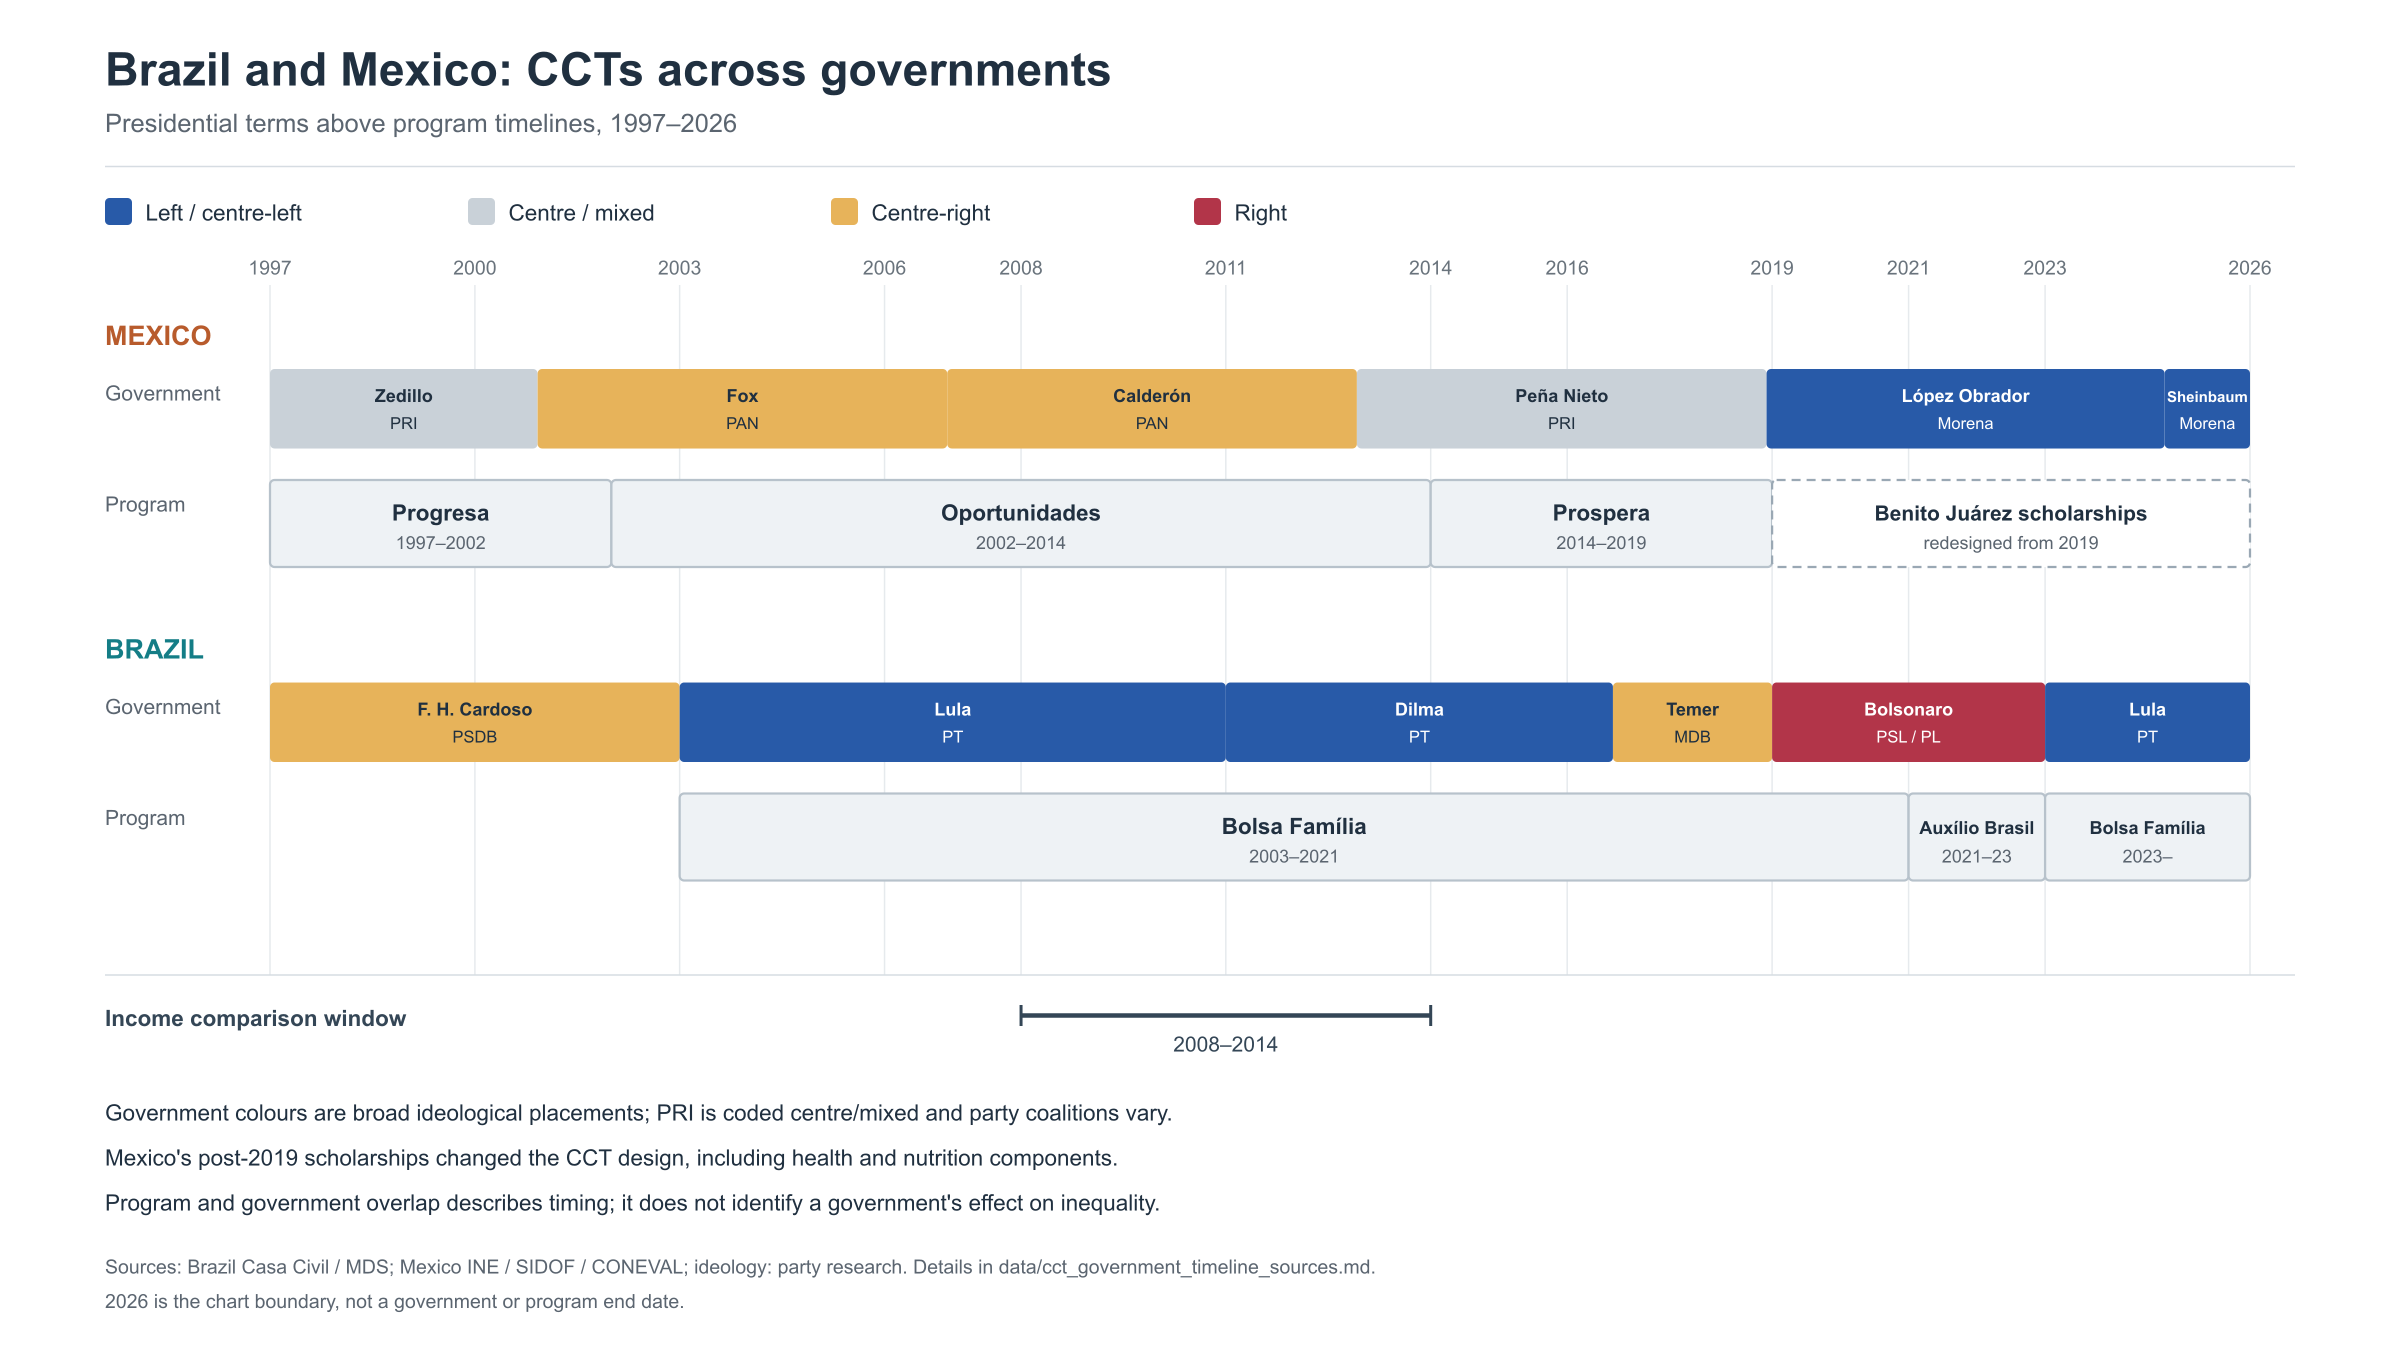 Brazil and Mexico: CCTs across governments
Presidential terms above program timelines, 1997–2026
Left / centre-left
Centre / mixed
Centre-right
Right
1997
2000
2003
2006
2008
2011
2014
2016
2019
2021
2023
2026
MEXICO
Government
Zedillo
PRI
Fox
PAN
Calderón
PAN
Peña Nieto
PRI
López Obrador
Morena
Sheinbaum
Morena
Program
Progresa
1997–2002
Oportunidades
2002–2014
Prospera
2014–2019
Benito Juárez scholarships
redesigned from 2019
BRAZIL
Government
F. H. Cardoso
PSDB
Lula
PT
Dilma
PT
Temer
MDB
Bolsonaro
PSL / PL
Lula
PT
Program
Bolsa Família
2003–2021
Auxílio Brasil
2021–23
Bolsa Família
2023–
Income comparison window
2008–2014
Government colours are broad ideological placements; PRI is coded centre/mixed and party coalitions vary.
Mexico's post-2019 scholarships changed the CCT design, including health and nutrition components.
Program and government overlap describes timing; it does not identify a government's effect on inequality.
Sources: Brazil Casa Civil / MDS; Mexico INE / SIDOF / CONEVAL; ideology: party research. Details in data/cct_government_timeline_sources.md.
2026 is the chart boundary, not a government or program end date.